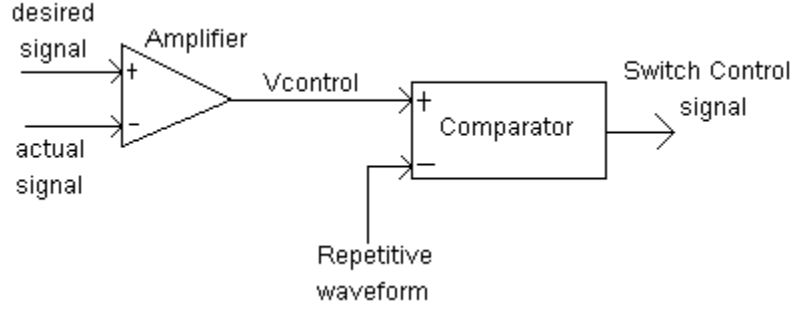 desired
signal
Amplifier
+
−
actual
signal
Vcontrol
+
Comparator
−
Switch Control
signal
Repetitive
waveform